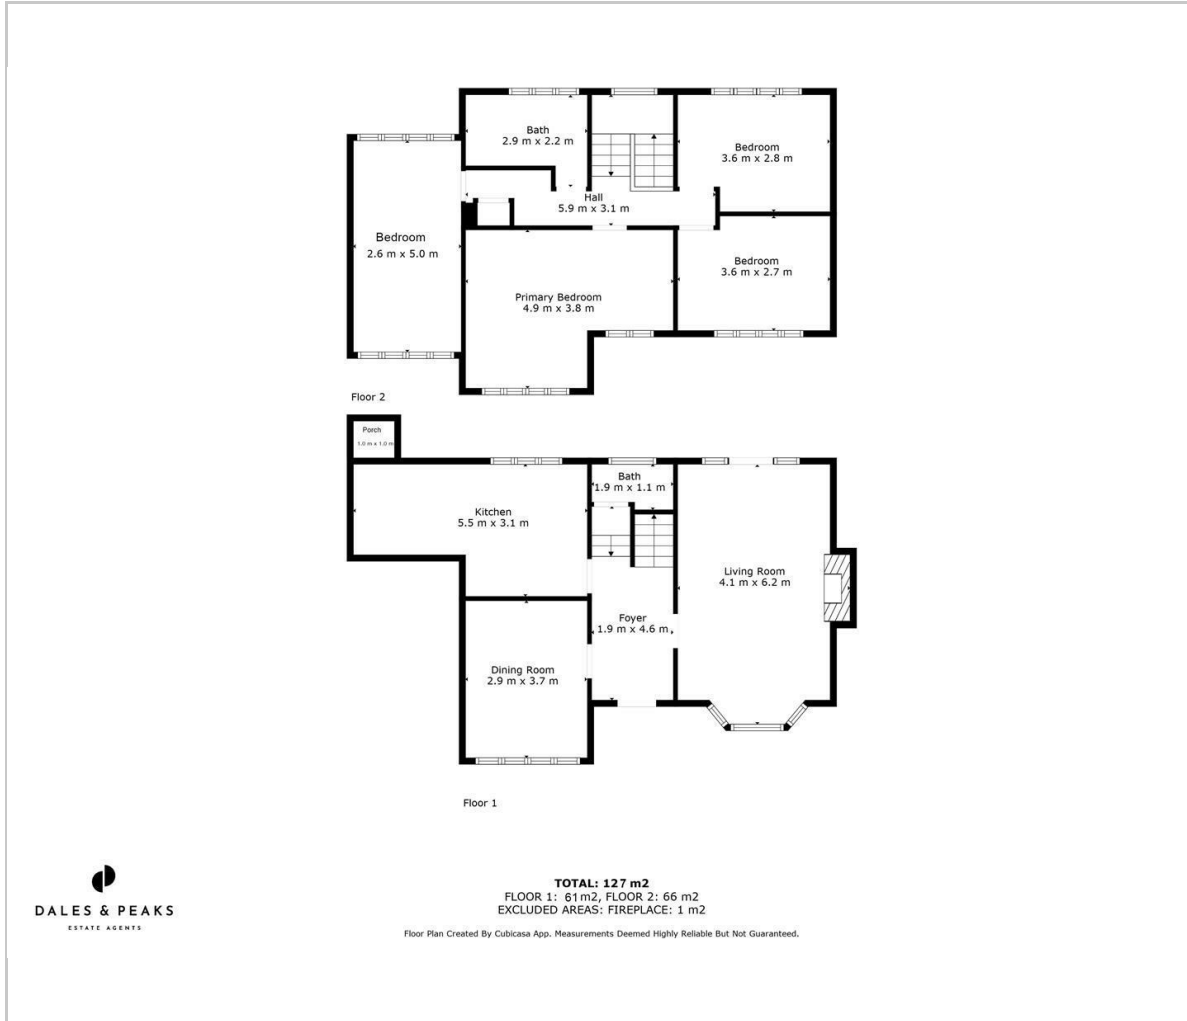 Bath
2.9 m x 2.2 m
Bedroom
3.6 m x 2.8 m
Hall
5.9 m x 3.1 m
Bedroom
2.6 m x 5.0 m
Bedroom
3.6 m x 2.7 m
Primary Bedroom
4.9 m x 3.8 m
Floor 2
Porch
1.0 m x 1.0 m
Bath
1.9 m x 1.1 m
Kitchen
5.5 m x 3.1 m
Living Room
4.1 m x 6.2 m
Foyer
1.9 m x 4.6 m
Dining Room
2.9 m x 3.7 m
Floor 1
DALES & PEAKS
ESTATE AGENTS
TOTAL: 127 m2
FLOOR 1: 61 m2, FLOOR 2: 66 m2
EXCLUDED AREAS: FIREPLACE: 1 m2
Floor Plan Created By Cubicasa App. Measurements Deemed Highly Reliable But Not Guaranteed.